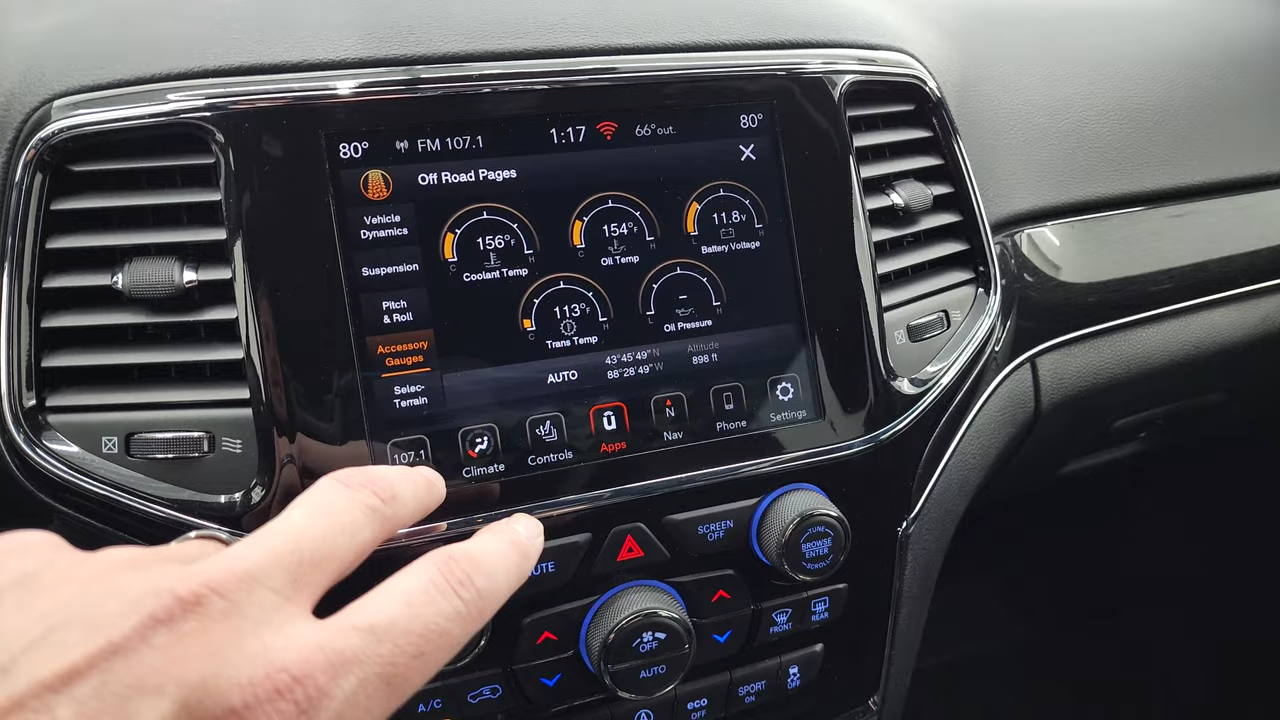 80° FM 107.1 1:17 66° out. 80°
Off Road Pages
Vehicle
Dynamics
Suspension
Pitch
& Roll
Accessory
Gauges
Selec-
Terrain
156°F
C H
Coolant Temp
154°F
C H
Oil Temp
11.8v
L H
Battery Voltage
113°F
C H
Trans Temp
–
L H
Oil Pressure
AUTO
43°45'49" N
88°28'49" W
Altitude
898 ft
107.1
Climate
Controls
Apps
N
Nav
Phone
Settings
SCREEN
OFF
TUNE
BROWSE
ENTER
SCROLL
OFF
AUTO
FRONT
REAR
A/C
eco
OFF
SPORT
ON
OFF